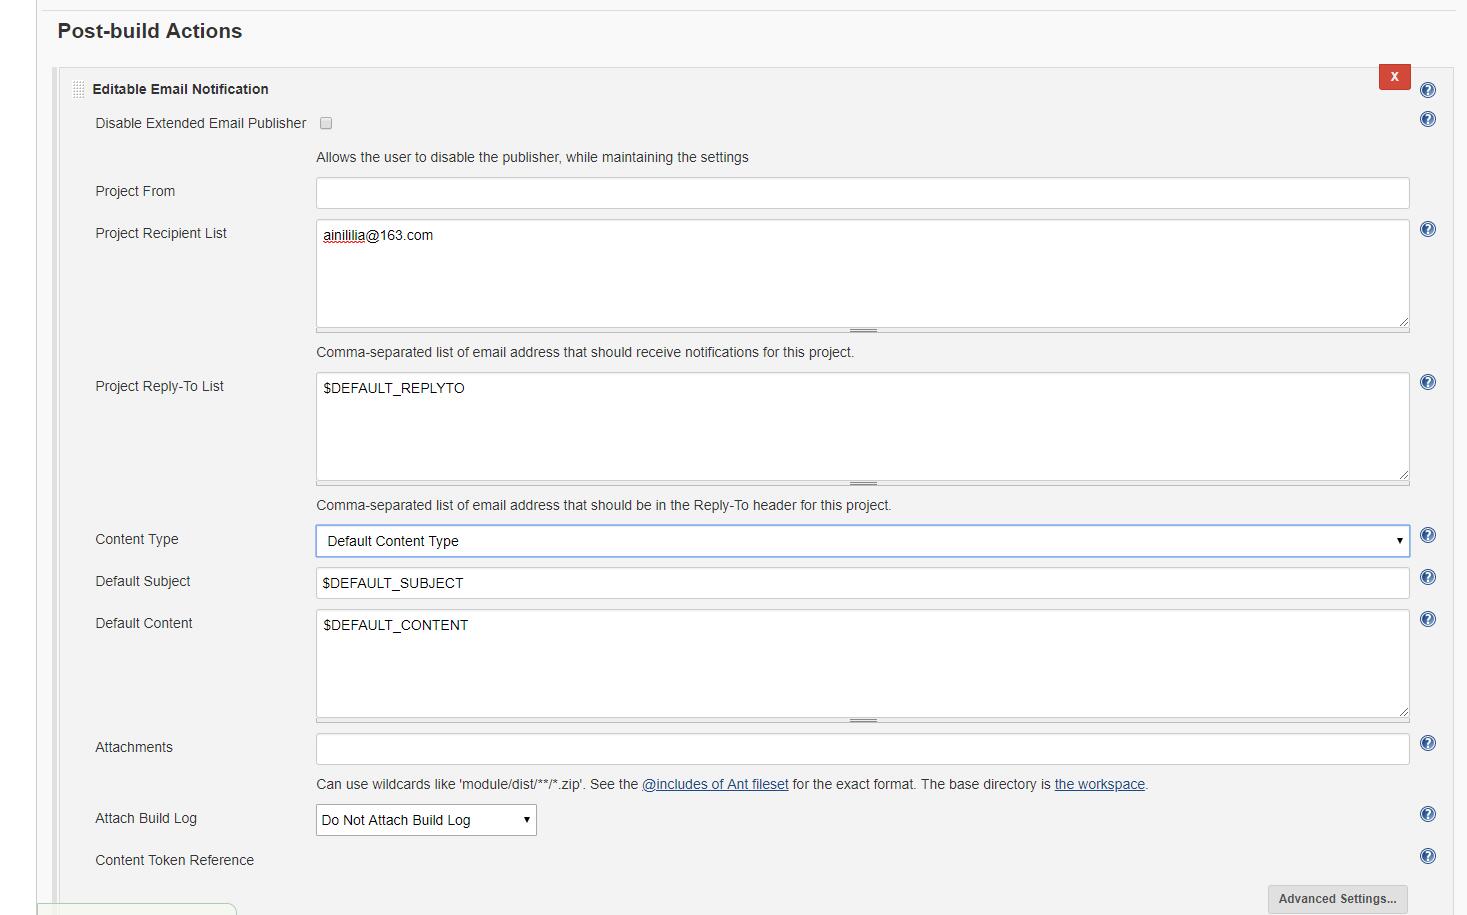 Post-build Actions
Editable Email Notification
X
Disable Extended Email Publisher
Allows the user to disable the publisher, while maintaining the settings
Project From
Project Recipient List
ainililia@163.com
Comma-separated list of email address that should receive notifications for this project.
Project Reply-To List
$DEFAULT_REPLYTO
Comma-separated list of email address that should be in the Reply-To header for this project.
Content Type
Default Content Type
Default Subject
$DEFAULT_SUBJECT
Default Content
$DEFAULT_CONTENT
Attachments
Can use wildcards like 'module/dist/**/*.zip'. See the @includes of Ant fileset for the exact format. The base directory is the workspace.
Attach Build Log
Do Not Attach Build Log
Content Token Reference
Advanced Settings...